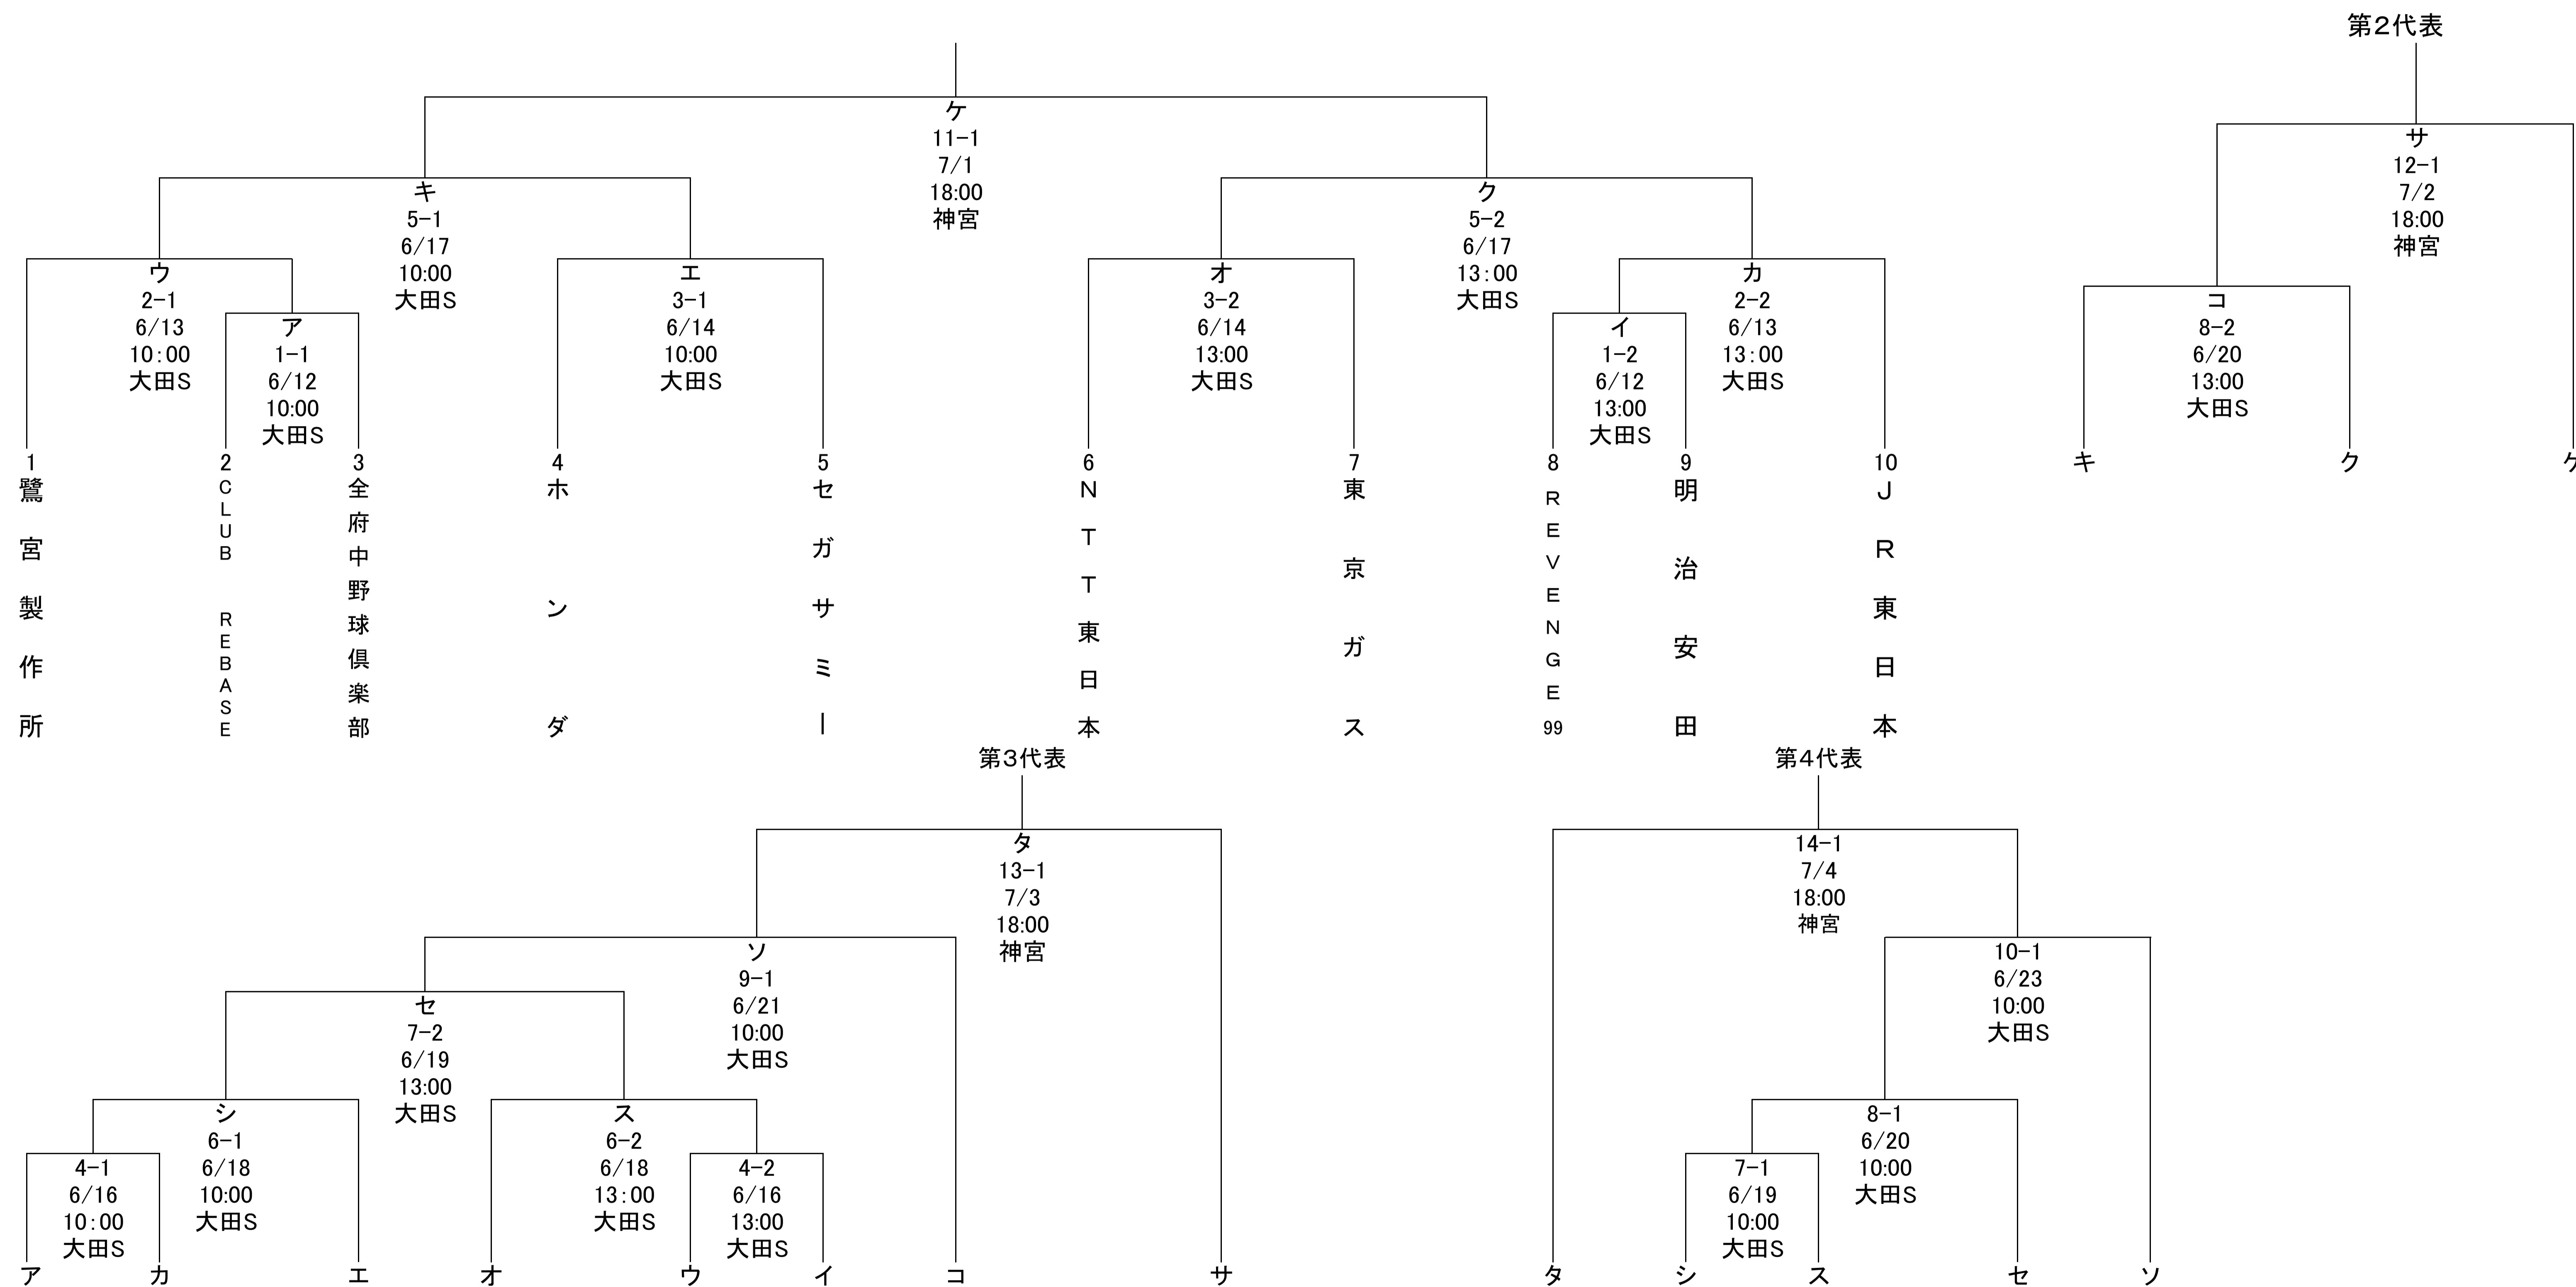 第２代表
ケ
11-1
7/1
18:00
神宮
サ
12-1
7/2
18:00
神宮
キ
5-1
6/17
10:00
大田S
ク
5-2
6/17
13:00
大田S
ウ
2-1
6/13
10:00
大田S
ア
1-1
6/12
10:00
大田S
エ
3-1
6/14
10:00
大田S
オ
3-2
6/14
13:00
大田S
イ
1-2
6/12
13:00
大田S
カ
2-2
6/13
13:00
大田S
コ
8-2
6/20
13:00
大田S
1
鷺宮製作所
2
CLUB REBASE
3
全府中野球倶楽部
4
ホンダ
5
セガサミー
6
NTT東日本
7
東京ガス
8
REVENGE99
9
明治安田
10
JR東日本
キ
ク
ケ
第３代表
タ
13-1
7/3
18:00
神宮
ソ
9-1
6/21
10:00
大田S
セ
7-2
6/19
13:00
大田S
シ
6-1
6/18
10:00
大田S
ス
6-2
6/18
13:00
大田S
4-1
6/16
10:00
大田S
4-2
6/16
13:00
大田S
ア
カ
エ
オ
ウ
イ
コ
サ
第４代表
14-1
7/4
18:00
神宮
10-1
6/23
10:00
大田S
8-1
6/20
10:00
大田S
7-1
6/19
10:00
大田S
タ
シ
ス
セ
ソ